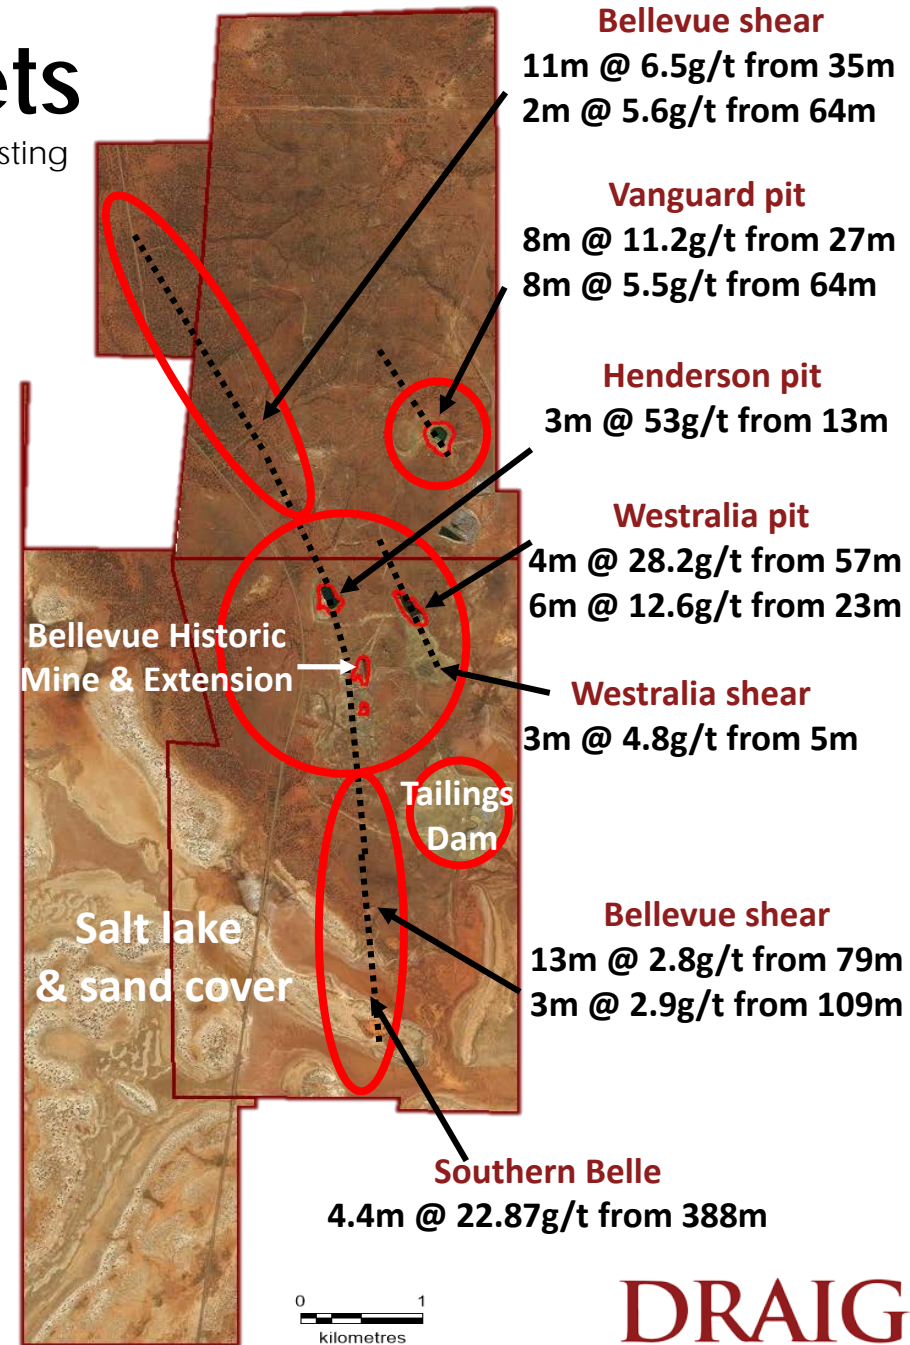 ets
sting
Bellevue shear
11m @ 6.5g/t from 35m
2m @ 5.6g/t from 64m
Vanguard pit
8m @ 11.2g/t from 27m
8m @ 5.5g/t from 64m
Henderson pit
3m @ 53g/t from 13m
Westralia pit
4m @ 28.2g/t from 57m
6m @ 12.6g/t from 23m
Bellevue Historic
Mine & Extension
Westralia shear
3m @ 4.8g/t from 5m
Tailings
Dam
Salt lake
& sand cover
Bellevue shear
13m @ 2.8g/t from 79m
3m @ 2.9g/t from 109m
Southern Belle
4.4m @ 22.87g/t from 388m
0 1
kilometres
DRAIG